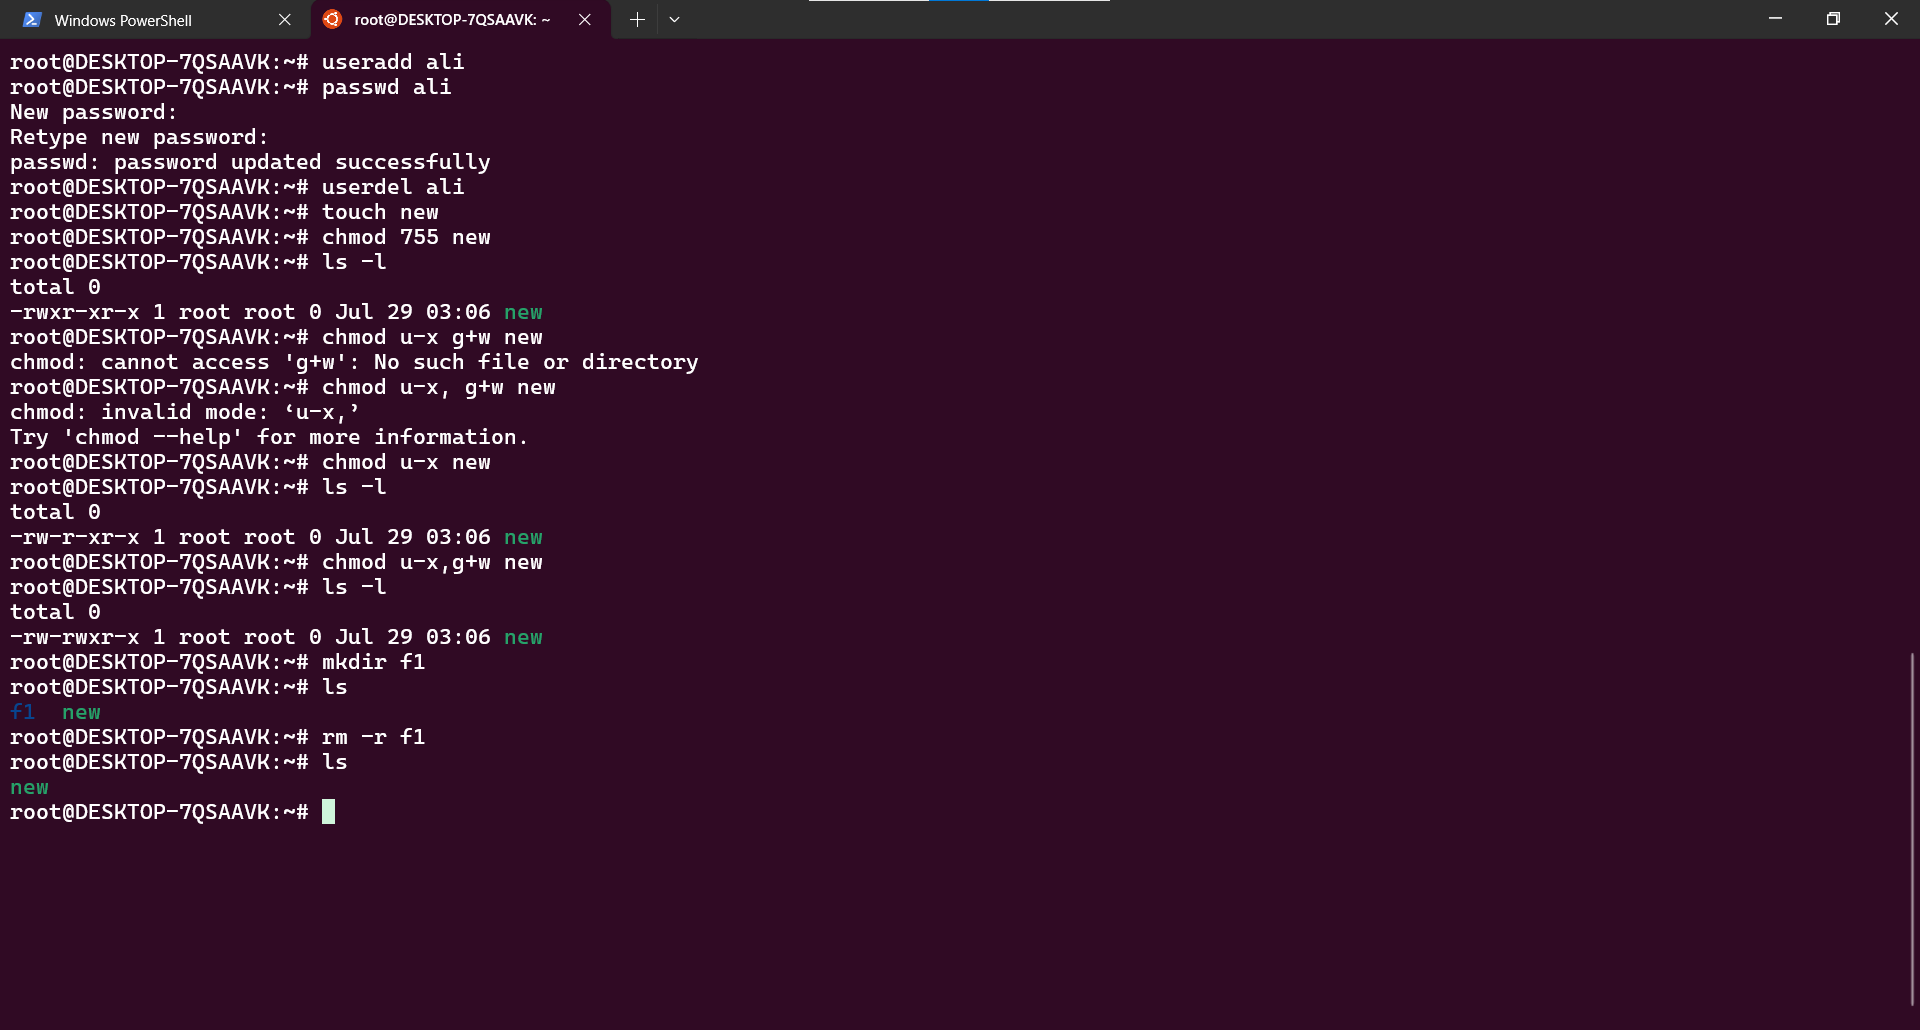 Windows PowerShell
root@DESKTOP-7QSAAVK: ~
root@DESKTOP-7QSAAVK:~# useradd ali
root@DESKTOP-7QSAAVK:~# passwd ali
New password:
Retype new password:
passwd: password updated successfully
root@DESKTOP-7QSAAVK:~# userdel ali
root@DESKTOP-7QSAAVK:~# touch new
root@DESKTOP-7QSAAVK:~# chmod 755 new
root@DESKTOP-7QSAAVK:~# ls -l
total 0
-rwxr-xr-x 1 root root 0 Jul 29 03:06 new
root@DESKTOP-7QSAAVK:~# chmod u-x g+w new
chmod: cannot access 'g+w': No such file or directory
root@DESKTOP-7QSAAVK:~# chmod u-x, g+w new
chmod: invalid mode: ‘u-x,’
Try 'chmod --help' for more information.
root@DESKTOP-7QSAAVK:~# chmod u-x new
root@DESKTOP-7QSAAVK:~# ls -l
total 0
-rw-r-xr-x 1 root root 0 Jul 29 03:06 new
root@DESKTOP-7QSAAVK:~# chmod u-x,g+w new
root@DESKTOP-7QSAAVK:~# ls -l
total 0
-rw-rwxr-x 1 root root 0 Jul 29 03:06 new
root@DESKTOP-7QSAAVK:~# mkdir f1
root@DESKTOP-7QSAAVK:~# ls
f1  new
root@DESKTOP-7QSAAVK:~# rm -r f1
root@DESKTOP-7QSAAVK:~# ls
new
root@DESKTOP-7QSAAVK:~#